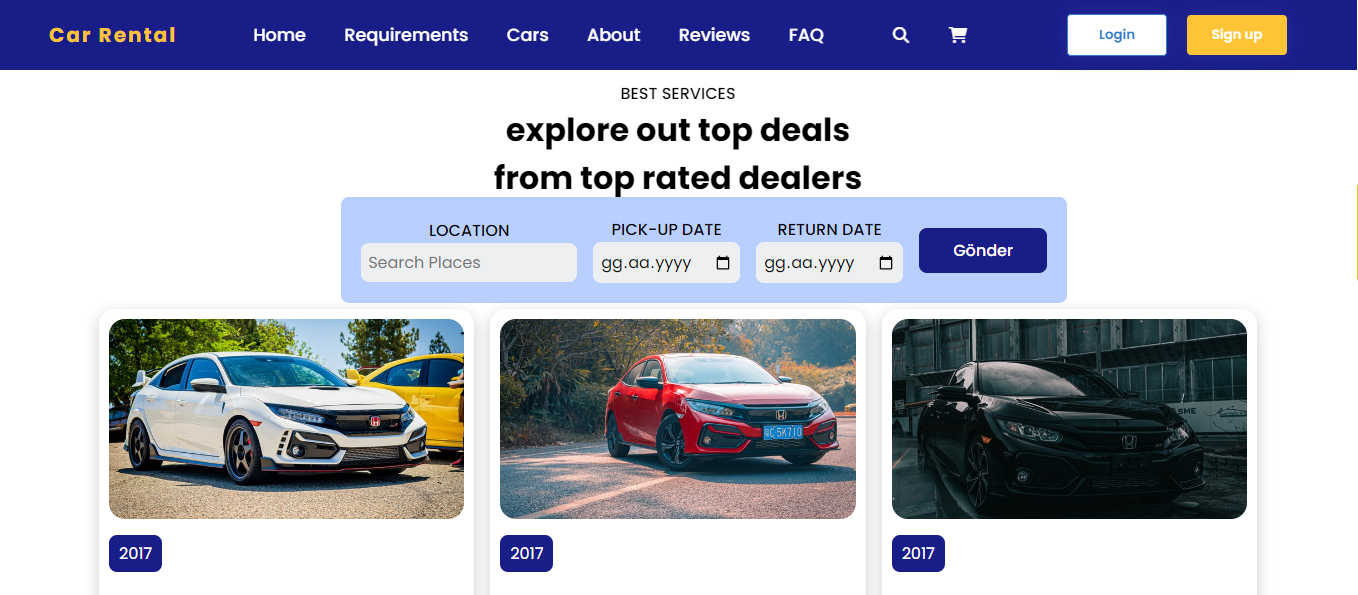 Car Rental Home Requirements Cars About Reviews FAQ Login Sign up
BEST SERVICES
explore out top deals
from top rated dealers
LOCATION PICK-UP DATE RETURN DATE
Search Places gg.aa.yyyy gg.aa.yyyy Gönder
2017 2017 2017